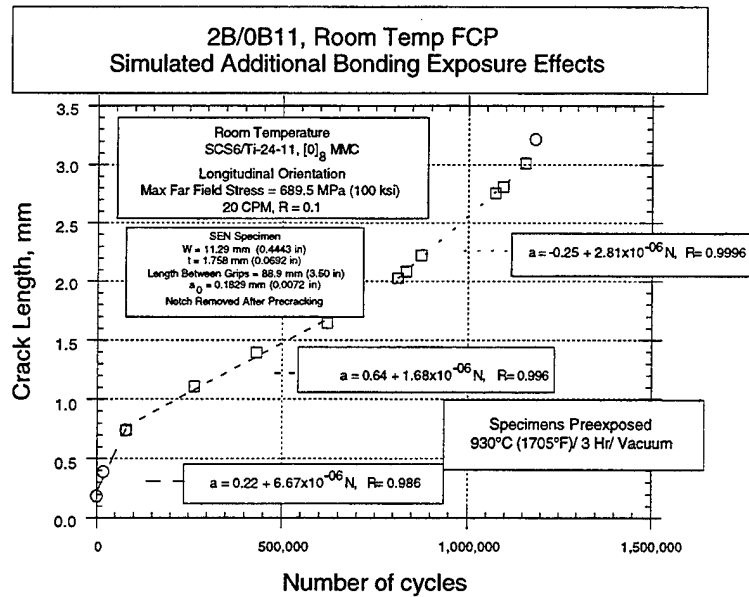 2B/0B11, Room Temp FCP
Simulated Additional Bonding Exposure Effects
3.5
3.0
2.5
2.0
1.5
1.0
0.5
0.0
Crack Length, mm
Room Temperature
SCS6/Ti-24-11, [0]8 MMC
Longitudinal Orientation
Max Far Field Stress = 689.5 MPa (100 ksi)
20 CPM, R = 0.1
SEN Specimen
W = 11.29 mm (0.4443 in)
t = 1.758 mm (0.0692 in)
Length Between Grips = 88.9 mm (3.50 in)
a0 = 0.1829 mm (0.0072 in)
Notch Removed After Precracking
a=-0.25 + 2.81x10-06 N, R=0.9996
a= 0.64 + 1.68x10-06 N, R= 0.996
Specimens Preexposed
930°C (1705°F)/ 3 Hr/ Vacuum
a= 0.22 + 6.67x10-06 N, R=0.986
0
500,000
1,000,000
1,500,000
Number of cycles